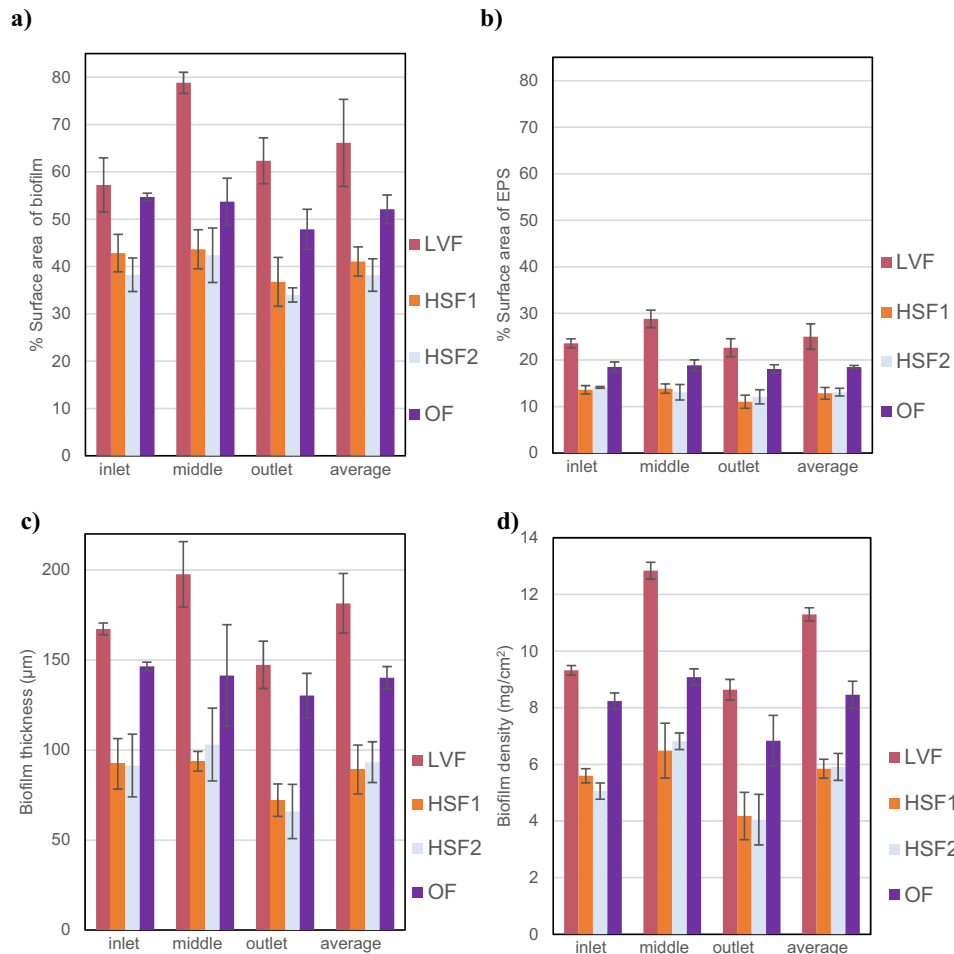 a)
% Surface area of biofilm
80
70
60
50
40
30
20
10
0
inlet middle outlet average
LVF
HSF1
HSF2
OF
b)
% Surface area of EPS
80
70
60
50
40
30
20
10
0
inlet middle outlet average
LVF
HSF1
HSF2
OF
c)
Biofilm thickness (µm)
200
150
100
50
0
inlet middle outlet average
LVF
HSF1
HSF2
OF
d)
Biofilm density (mg/cm²)
14
12
10
8
6
4
2
0
inlet middle outlet average
LVF
HSF1
HSF2
OF